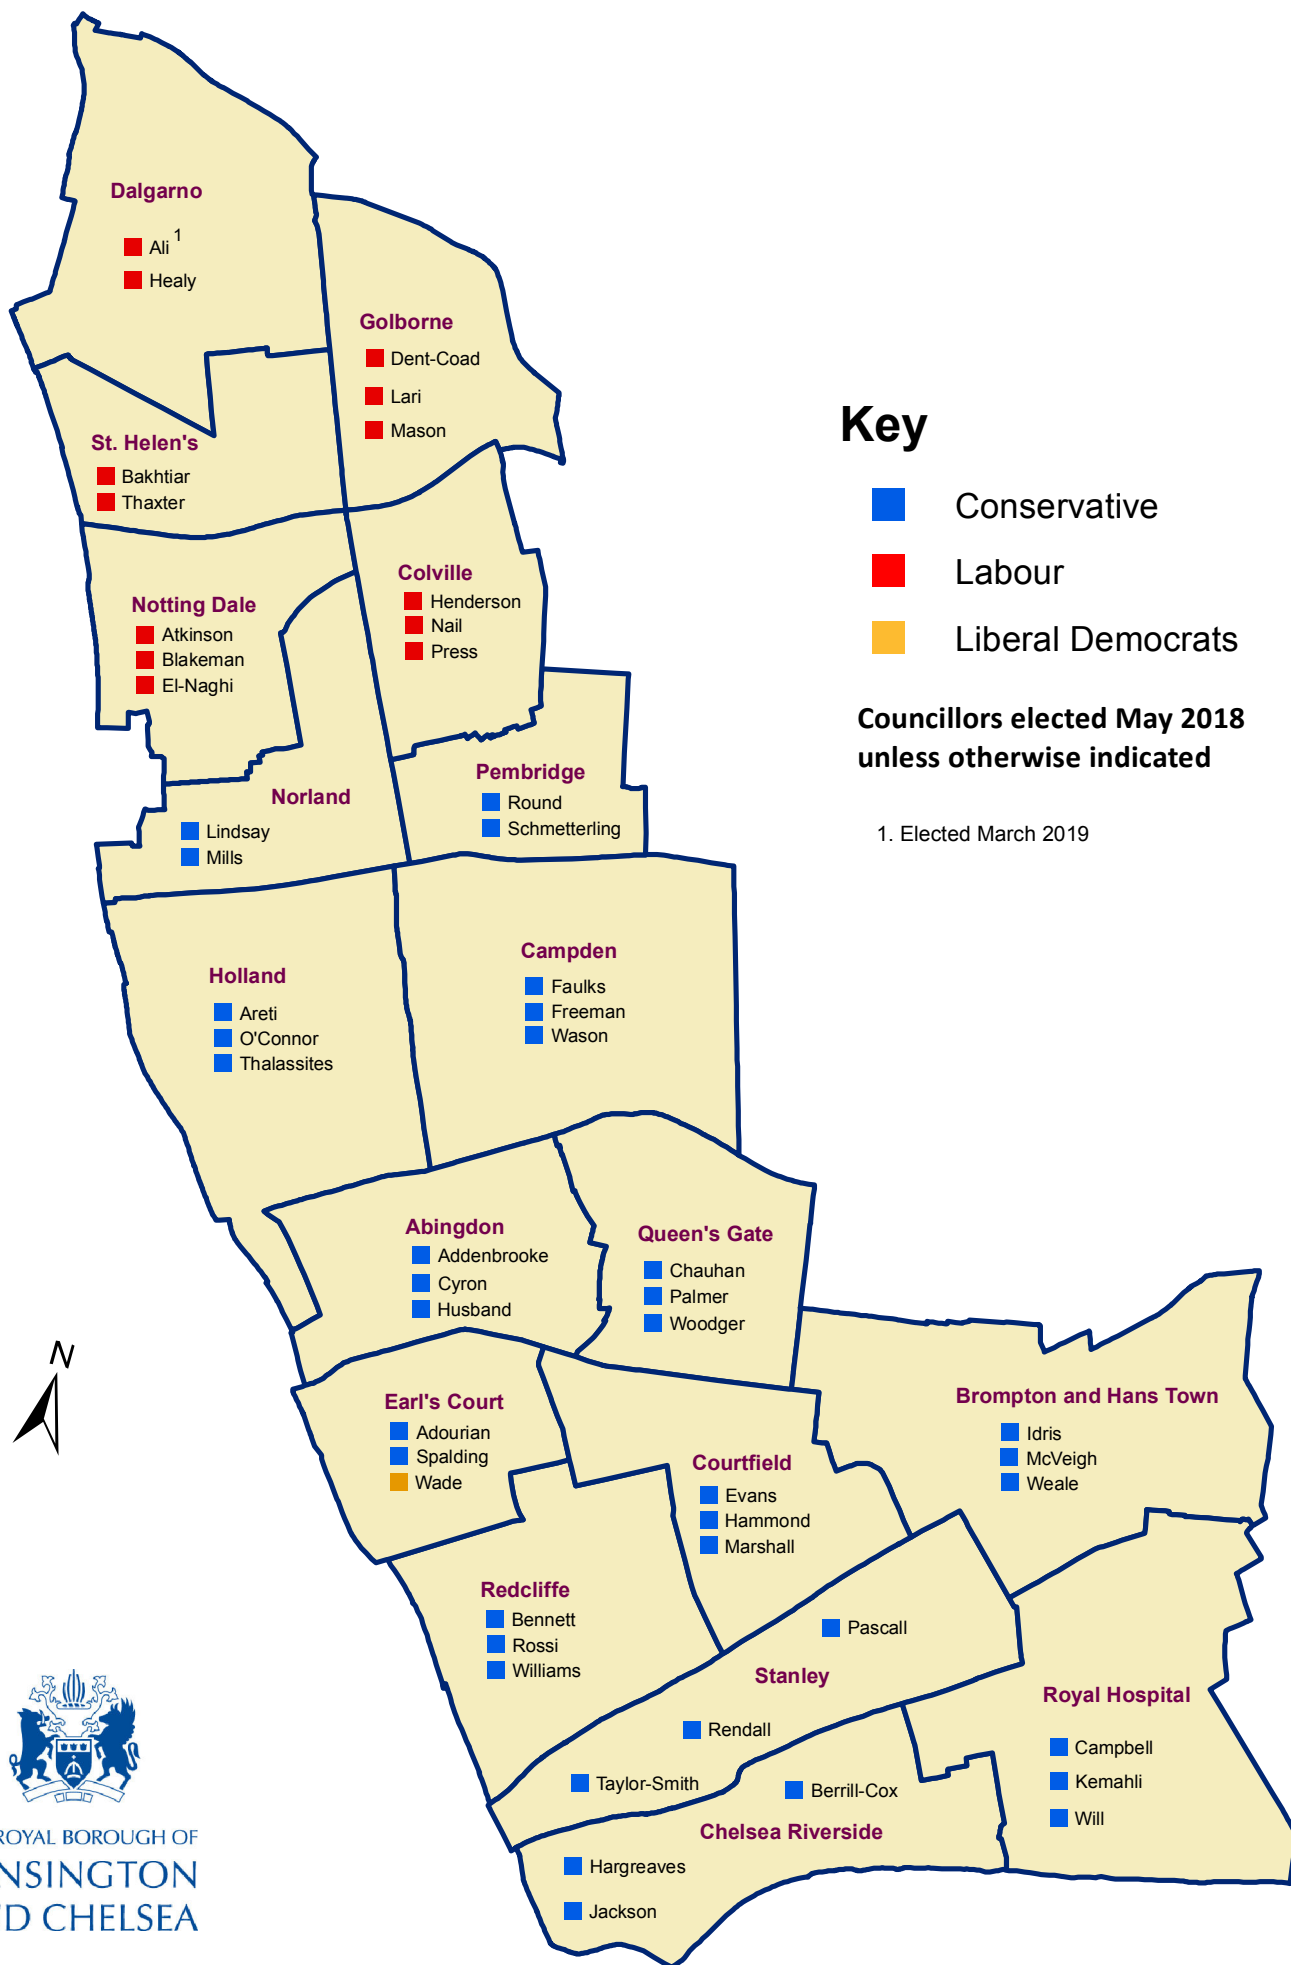 Dalgarno
Ali 1
Healy
Golborne
Dent-Coad
Lari
Mason
St. Helen's
Bakhtiar
Thaxter
Key
Conservative
Labour
Liberal Democrats
Councillors elected May 2018
unless otherwise indicated
1. Elected March 2019
Colville
Henderson
Nail
Press
Notting Dale
Atkinson
Blakeman
El-Naghi
Pembridge
Round
Schmetterling
Norland
Lindsay
Mills
Campden
Faulks
Freeman
Wason
Holland
Areti
O'Connor
Thalassites
Abingdon
Addenbrooke
Cyron
Husband
Queen's Gate
Chauhan
Palmer
Woodger
N
Earl's Court
Adourian
Spalding
Wade
Brompton and Hans Town
Idris
McVeigh
Weale
Courtfield
Evans
Hammond
Marshall
Redcliffe
Bennett
Rossi
Williams
Pascall
Stanley
Rendall
Taylor-Smith
Royal Hospital
Campbell
Kemahli
Will
Berrill-Cox
Chelsea Riverside
Hargreaves
Jackson
ROYAL BOROUGH OF
NSINGTON
D CHELSEA